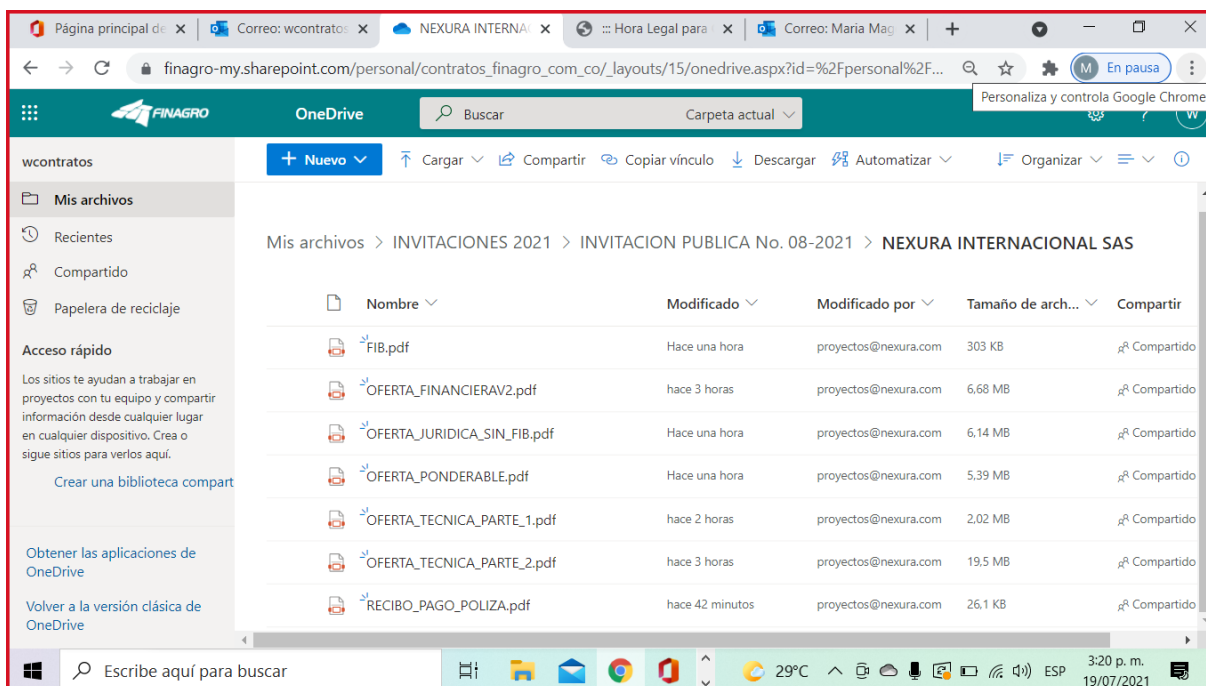 Página principal de
Correo: wcontratos
NEXURA INTERNA
::: Hora Legal para
Correo: Maria Mag
finagro-my.sharepoint.com/personal/contratos_finagro_com_co/_layouts/15/onedrive.aspx?id=%2Fpersonal%2F...
M En pausa
Personaliza y controla Google Chrome
FINAGRO
OneDrive
Buscar
Carpeta actual
W
wcontratos
+ Nuevo
Cargar
Compartir
Copiar vínculo
Descargar
Automatizar
Organizar
Mis archivos
Recientes
Compartido
Papelera de reciclaje
Acceso rápido
Los sitios te ayudan a trabajar en
proyectos con tu equipo y compartir
información desde cualquier lugar
en cualquier dispositivo. Crea o
sigue sitios para verlos aquí.
Crear una biblioteca compart
Obtener las aplicaciones de
OneDrive
Volver a la versión clásica de
OneDrive
Mis archivos > INVITACIONES 2021 > INVITACION PUBLICA No. 08-2021 > NEXURA INTERNACIONAL SAS
Nombre Modificado Modificado por Tamaño de arch... Compartir
FIB.pdf Hace una hora proyectos@nexura.com 303 KB Compartido
OFERTA_FINANCIERAV2.pdf hace 3 horas proyectos@nexura.com 6,68 MB Compartido
OFERTA_JURIDICA_SIN_FIB.pdf Hace una hora proyectos@nexura.com 6,14 MB Compartido
OFERTA_PONDERABLE.pdf Hace una hora proyectos@nexura.com 5,39 MB Compartido
OFERTA_TECNICA_PARTE_1.pdf hace 2 horas proyectos@nexura.com 2,02 MB Compartido
OFERTA_TECNICA_PARTE_2.pdf hace 3 horas proyectos@nexura.com 19,5 MB Compartido
RECIBO_PAGO_POLIZA.pdf hace 42 minutos proyectos@nexura.com 26,1 KB Compartido
Escribe aquí para buscar
29°C
ESP
3:20 p. m.
19/07/2021